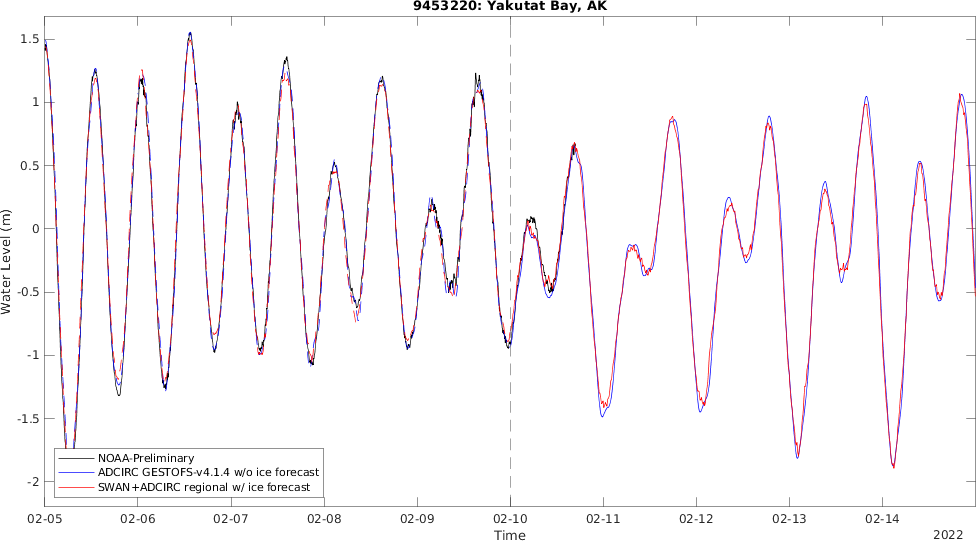 9453220: Yakutat Bay, AK
Water Level (m)
1.5
1
0.5
0
-0.5
-1
-1.5
-2
NOAA-Preliminary
ADCIRC GESTOFS-v4.1.4 w/o ice forecast
SWAN+ADCIRC regional w/ ice forecast
02-05 02-06 02-07 02-08 02-09 02-10 02-11 02-12 02-13 02-14
Time
2022